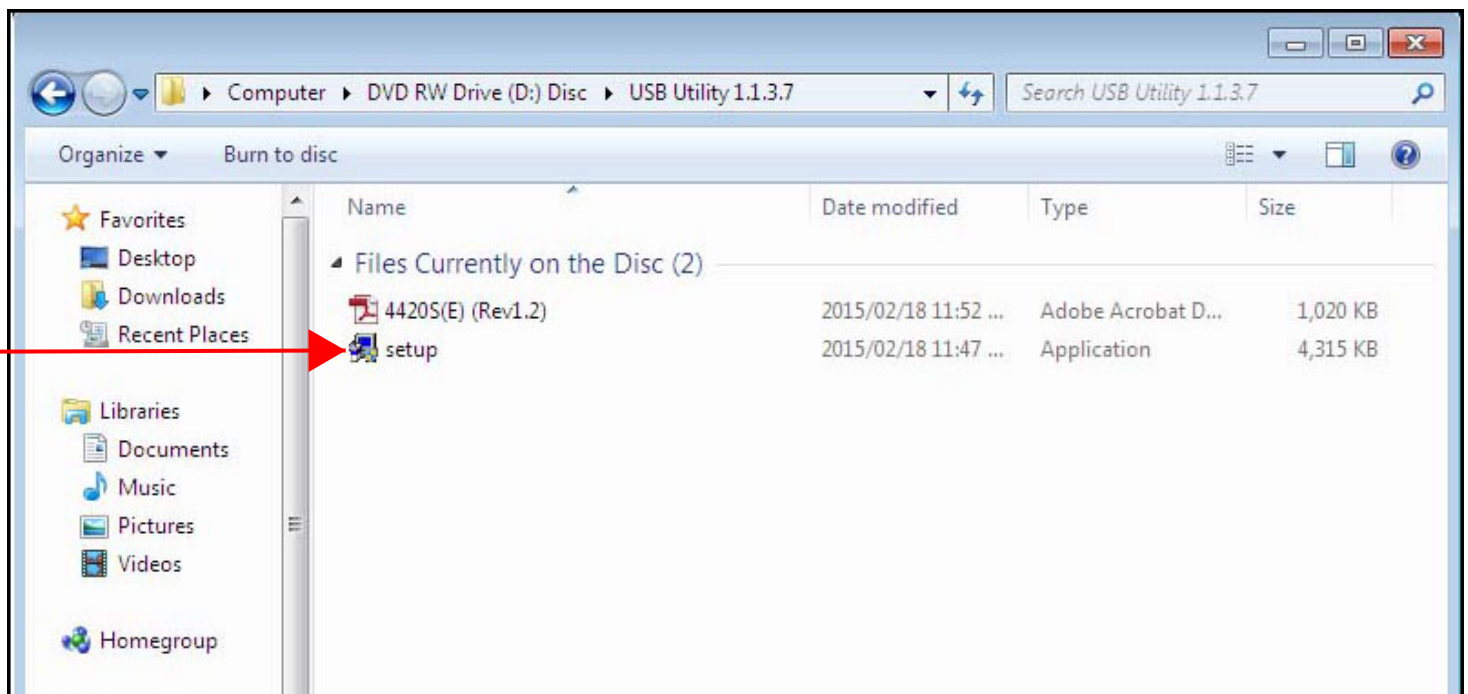 Computer ▸ DVD RW Drive (D:) Disc ▸ USB Utility 1.1.3.7
Search USB Utility 1.1.3.7
Organize Burn to disc
Favorites
Desktop
Downloads
Recent Places
Libraries
Documents
Music
Pictures
Videos
Homegroup
Name Date modified Type Size
Files Currently on the Disc (2)
4420S(E) (Rev1.2) 2015/02/18 11:52 ... Adobe Acrobat D... 1,020 KB
setup 2015/02/18 11:47 ... Application 4,315 KB